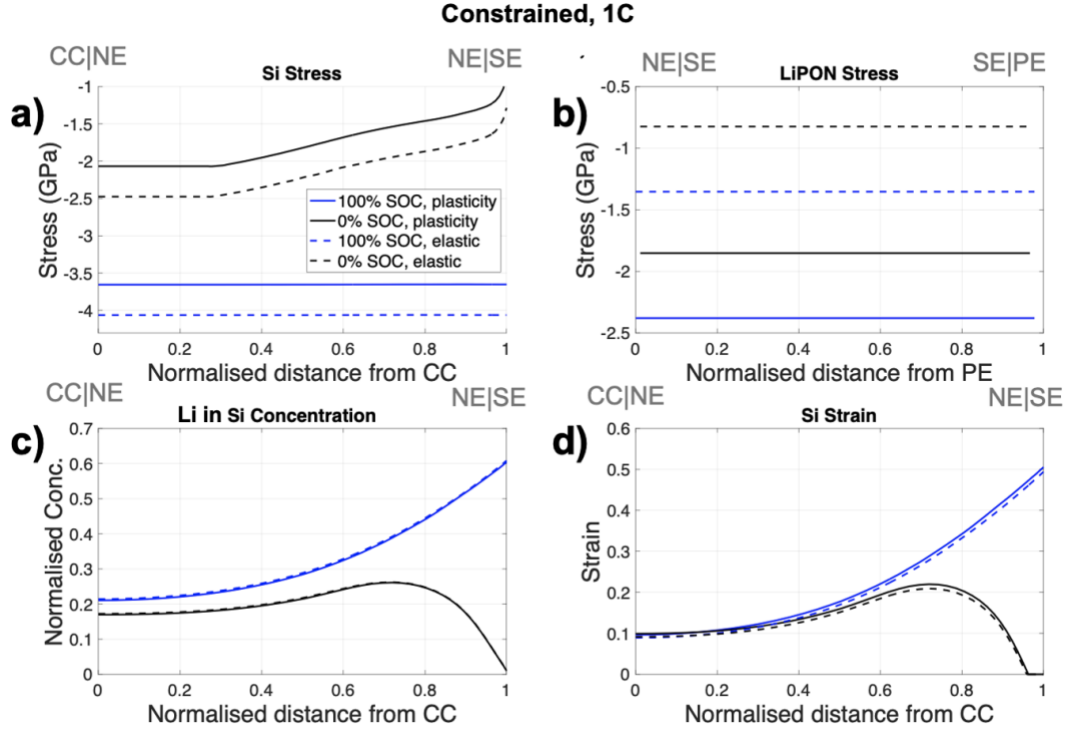 Constrained, 1C
CC|NE
NE|SE
Si Stress
a)
Stress (GPa)
-1
-1.5
-2
-2.5
-3
-3.5
-4
100% SOC, plasticity
0% SOC, plasticity
100% SOC, elastic
0% SOC, elastic
0 0.2 0.4 0.6 0.8 1
Normalised distance from CC
NE|SE
SE|PE
LiPON Stress
b)
Stress (GPa)
-0.5
-1
-1.5
-2
-2.5
0 0.2 0.4 0.6 0.8 1
Normalised distance from PE
CC|NE
NE|SE
Li in Si Concentration
c)
Normalised Conc.
0.7
0.6
0.5
0.4
0.3
0.2
0.1
0
0 0.2 0.4 0.6 0.8 1
Normalised distance from CC
CC|NE
NE|SE
Si Strain
d)
Strain
0.6
0.5
0.4
0.3
0.2
0.1
0
0 0.2 0.4 0.6 0.8 1
Normalised distance from CC